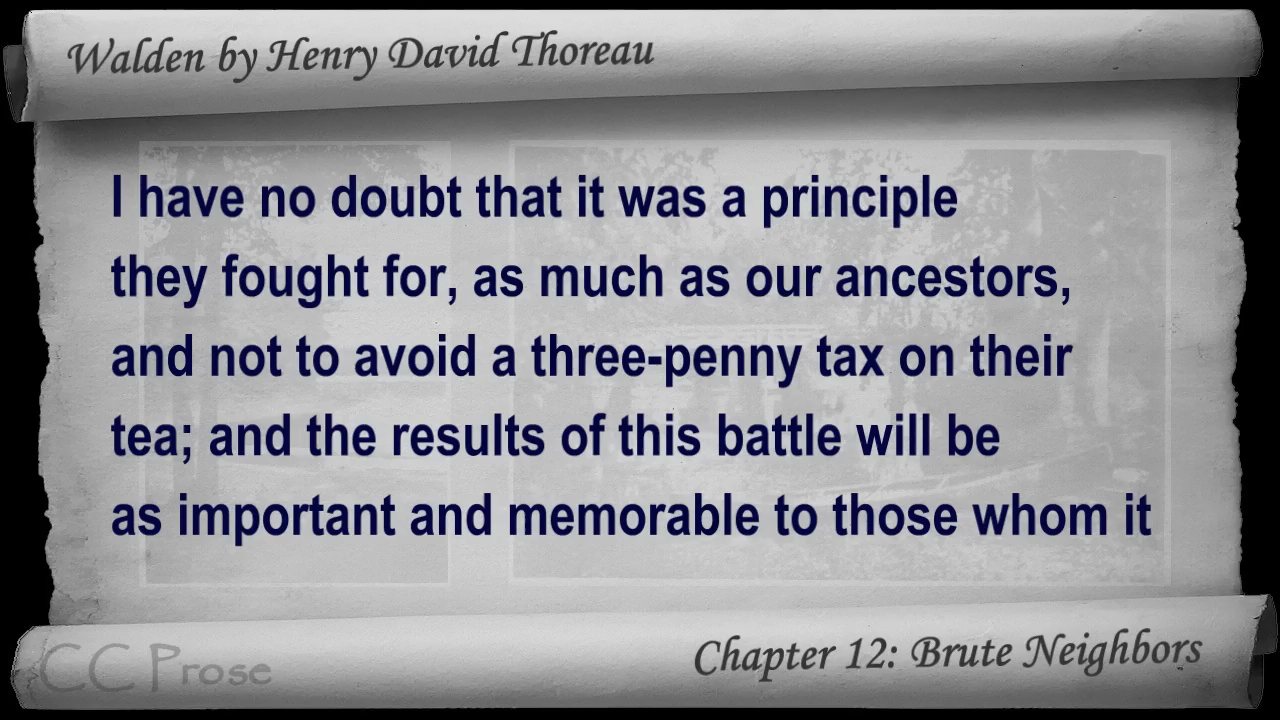 Walden by Henry David Thoreau
I have no doubt that it was a principle
they fought for, as much as our ancestors,
and not to avoid a three-penny tax on their
tea; and the results of this battle will be
as important and memorable to those whom it
CC Prose
Chapter 12: Brute Neighbors